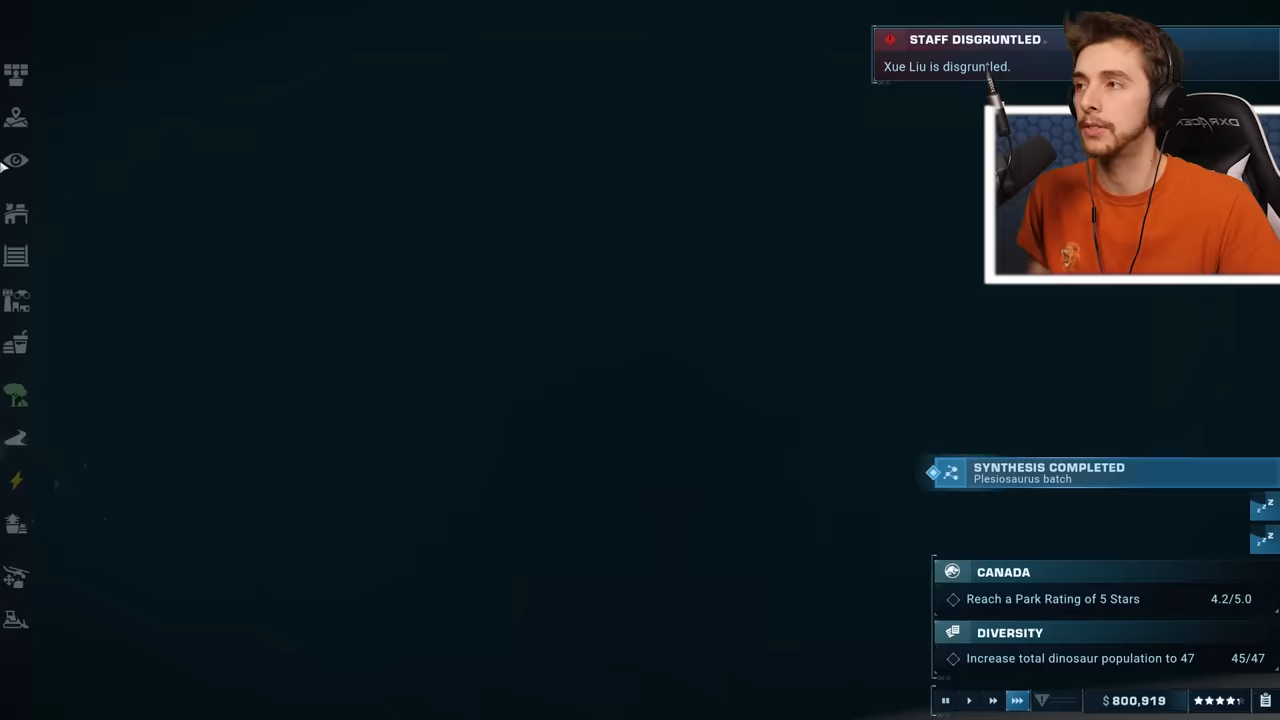 STAFF DISGRUNTLED
Xue Liu is disgruntled.
DXRACER
SYNTHESIS COMPLETED
Plesiosaurus batch
z z Z
z z Z
CANADA
Reach a Park Rating of 5 Stars 4.2/5.0
DIVERSITY
Increase total dinosaur population to 47 45/47
$ 800,919